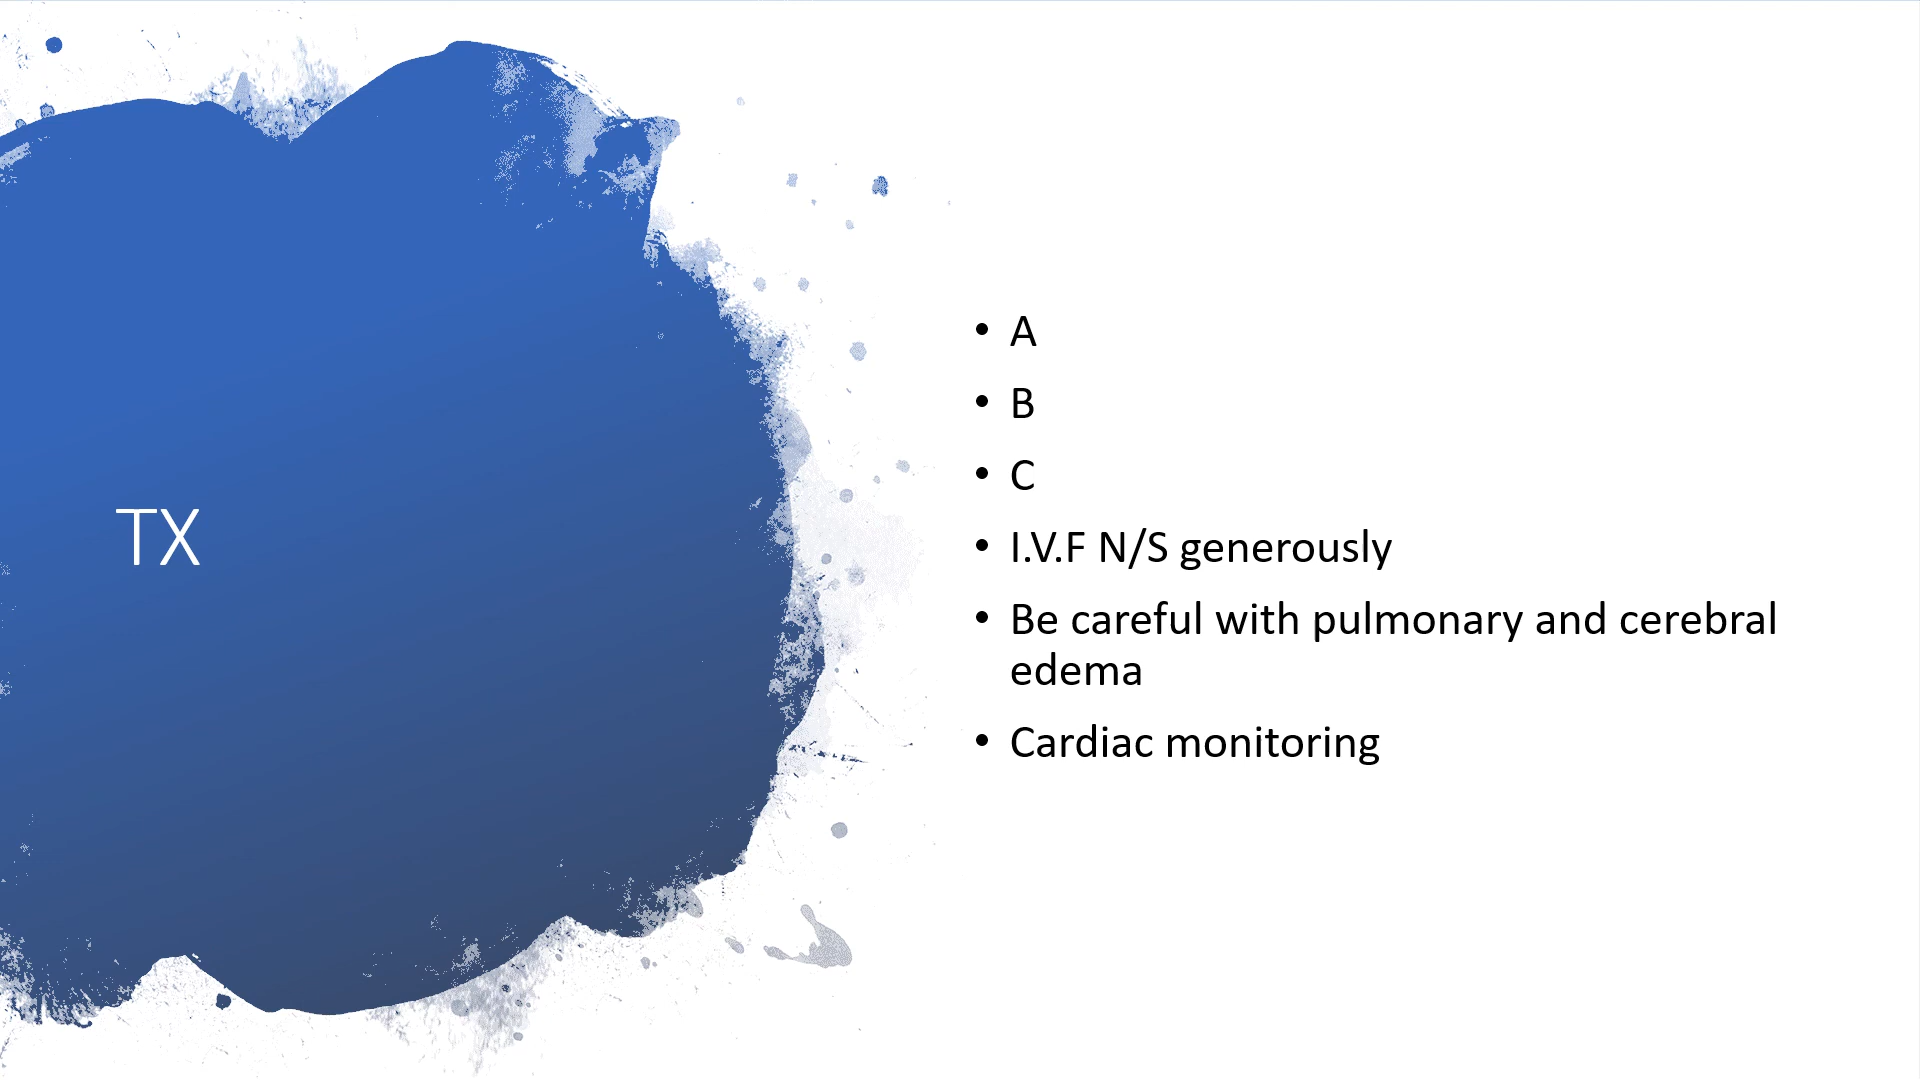 TX
• A
• B
• C
• I.V.F N/S generously
• Be careful with pulmonary and cerebral
edema
• Cardiac monitoring